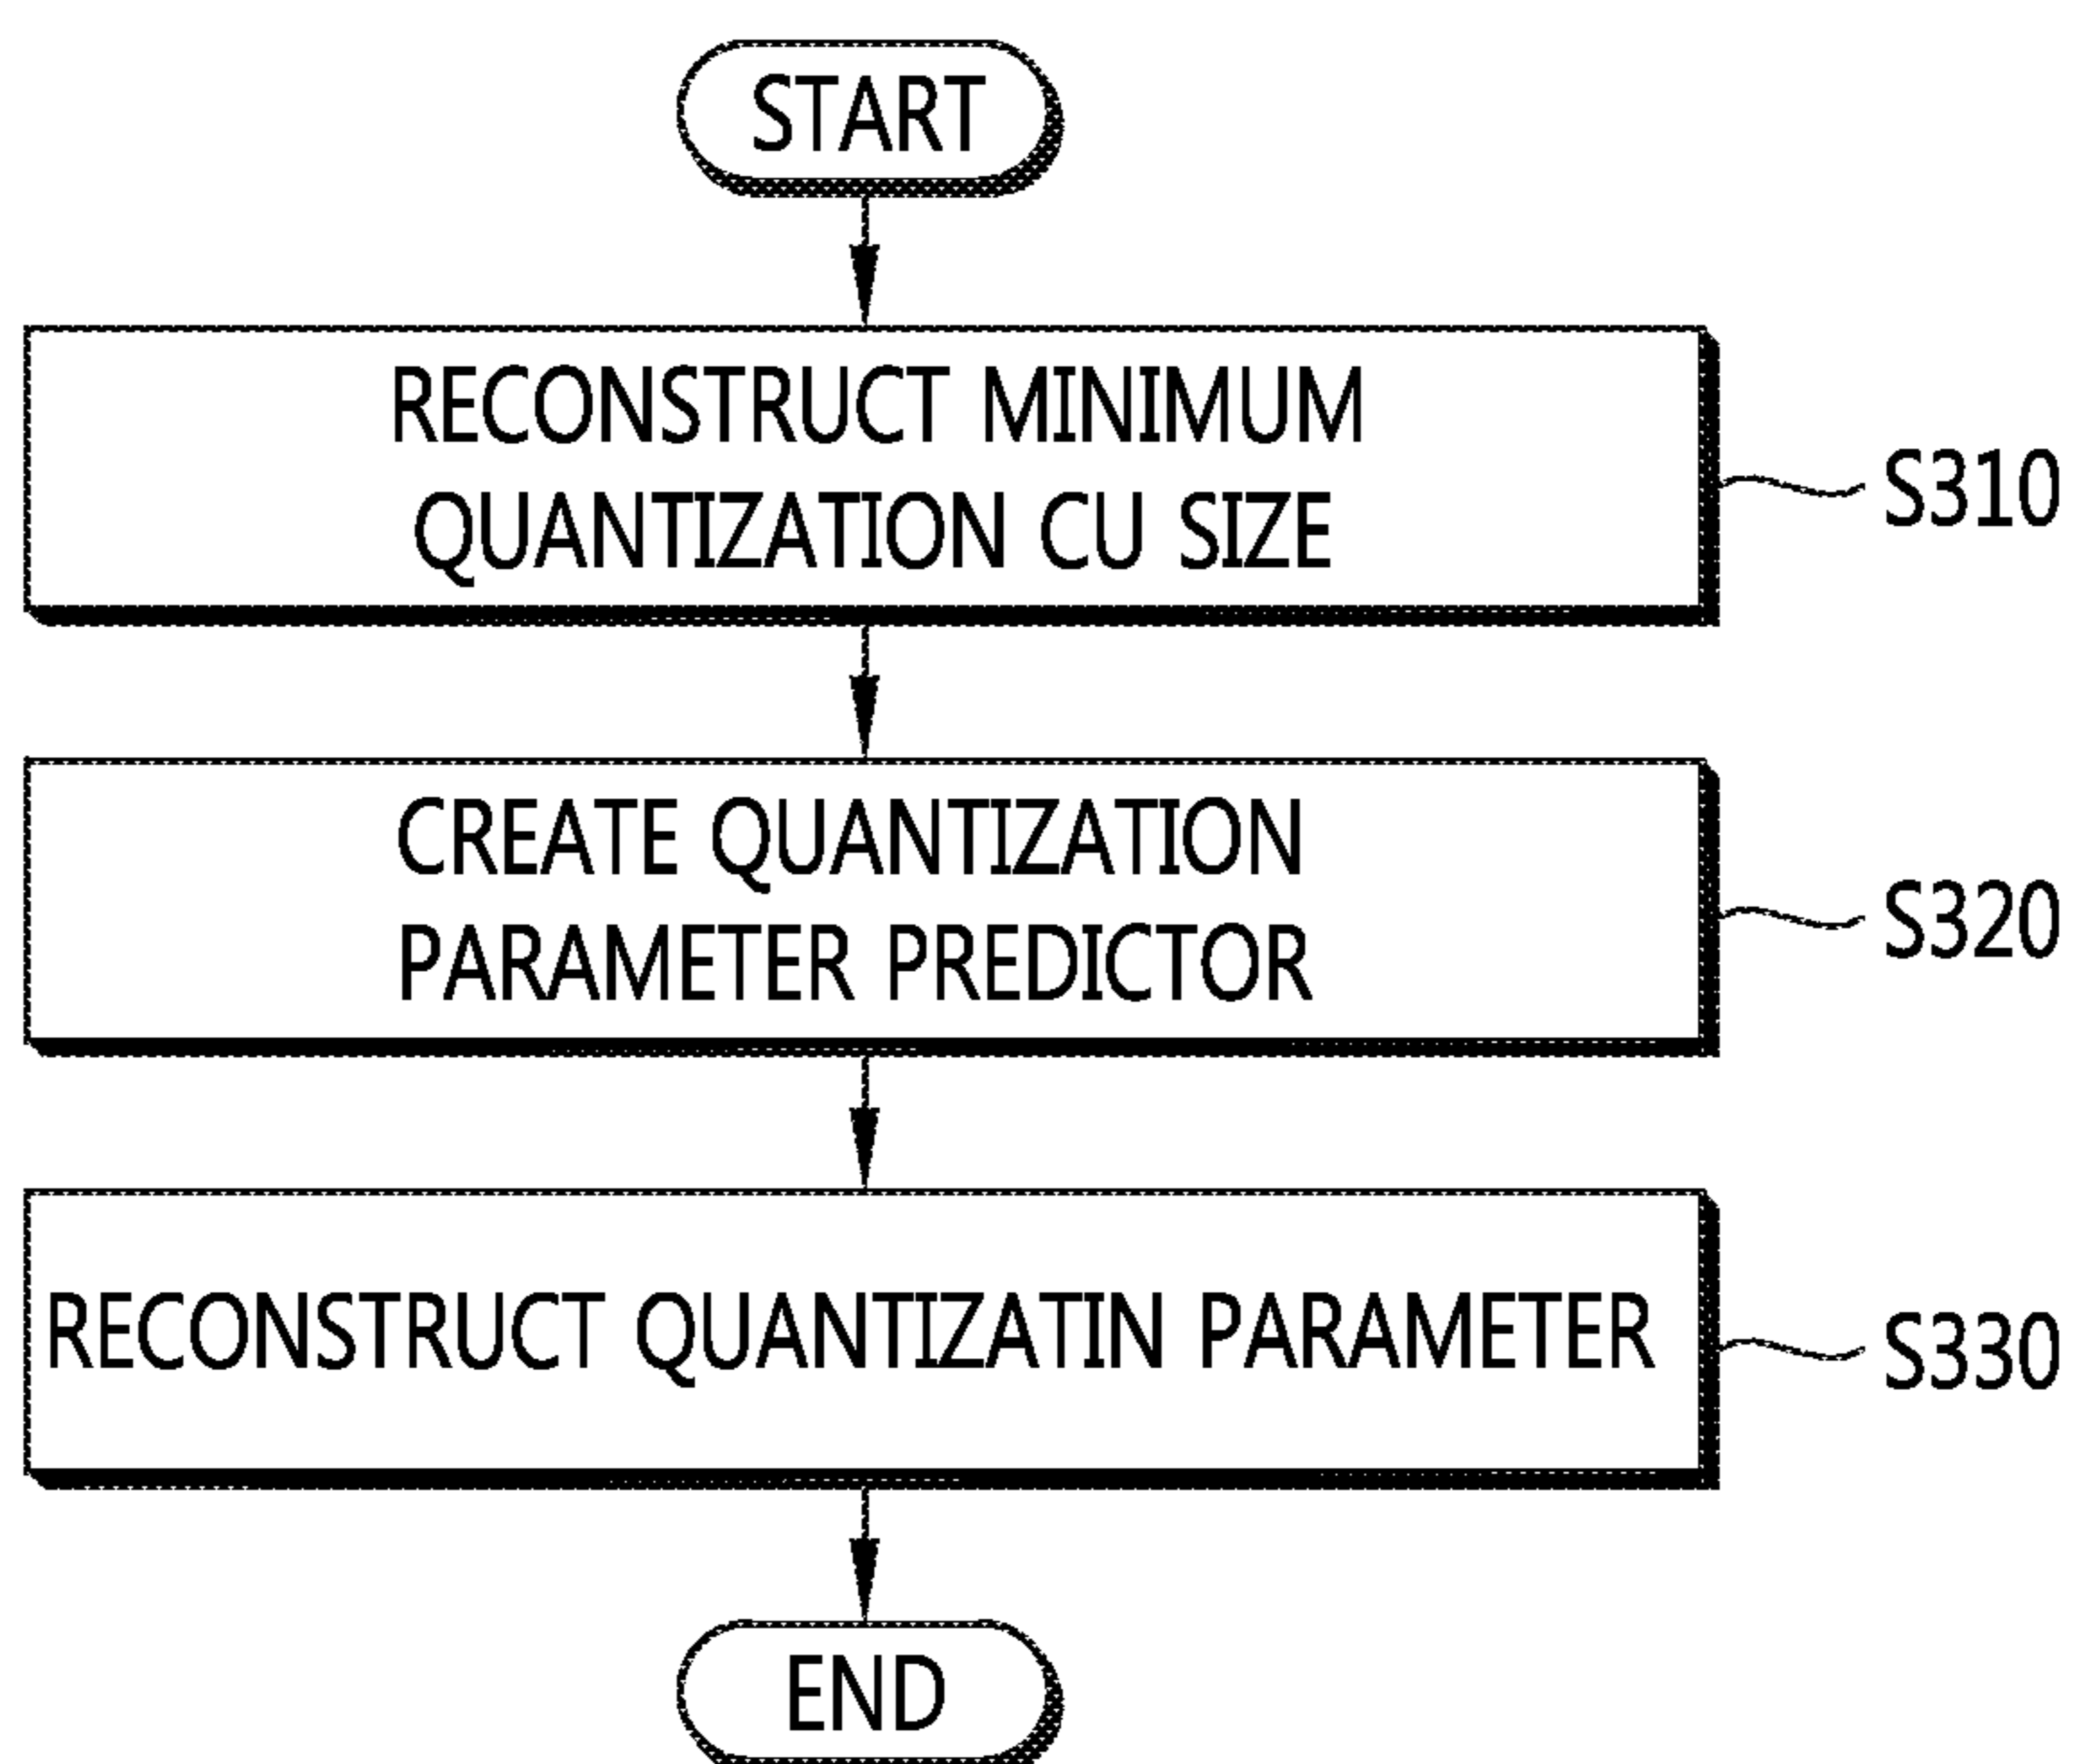 START
RECONSTRUCT MINIMUM
QUANTIZATION CU SIZE
S310
CREATE QUANTIZATION
PARAMETER PREDICTOR
S320
RECONSTRUCT QUANTIZATIN PARAMETER
S330
END